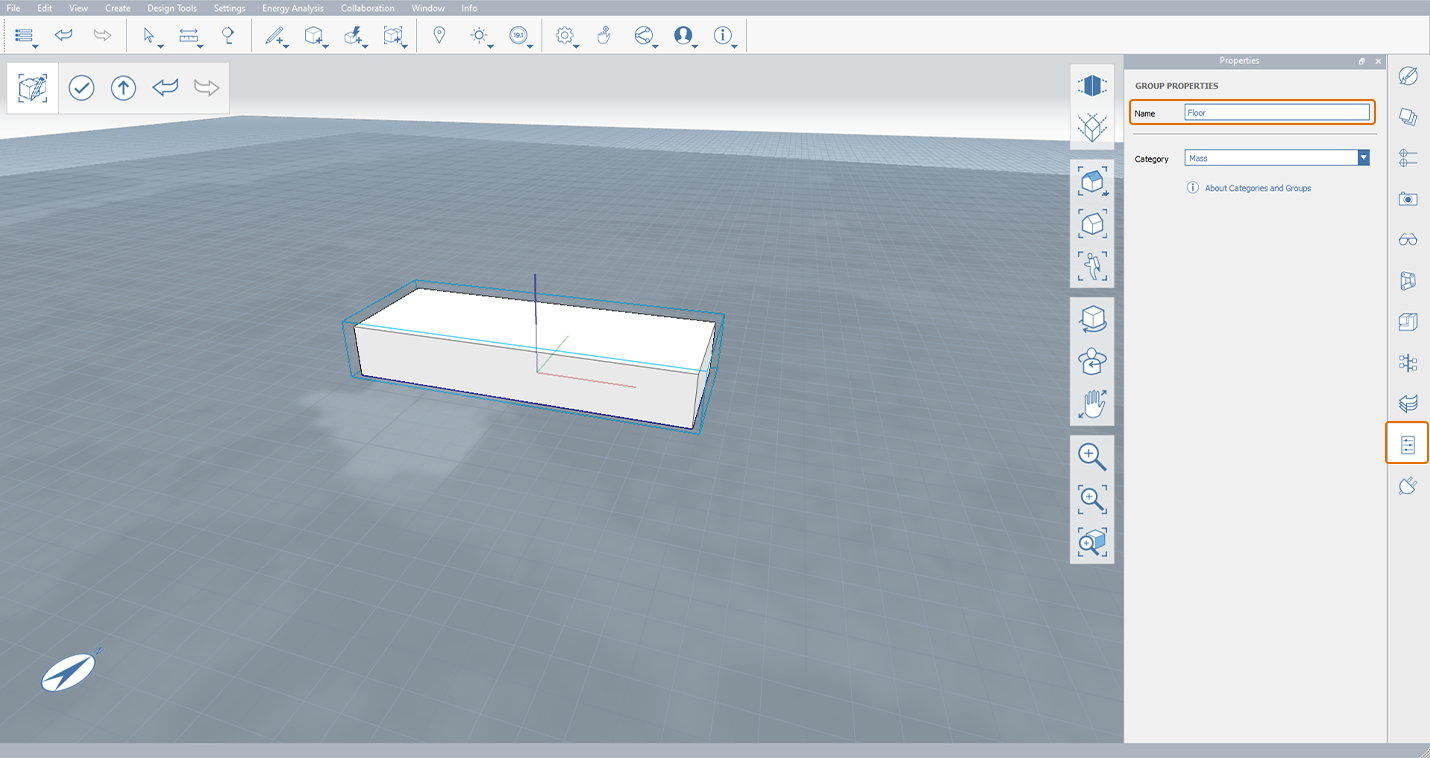 File Edit View Create Design Tools Settings Energy Analysis Collaboration Window Info
191
Properties
GROUP PROPERTIES
Name Floor
Category Mass
About Categories and Groups